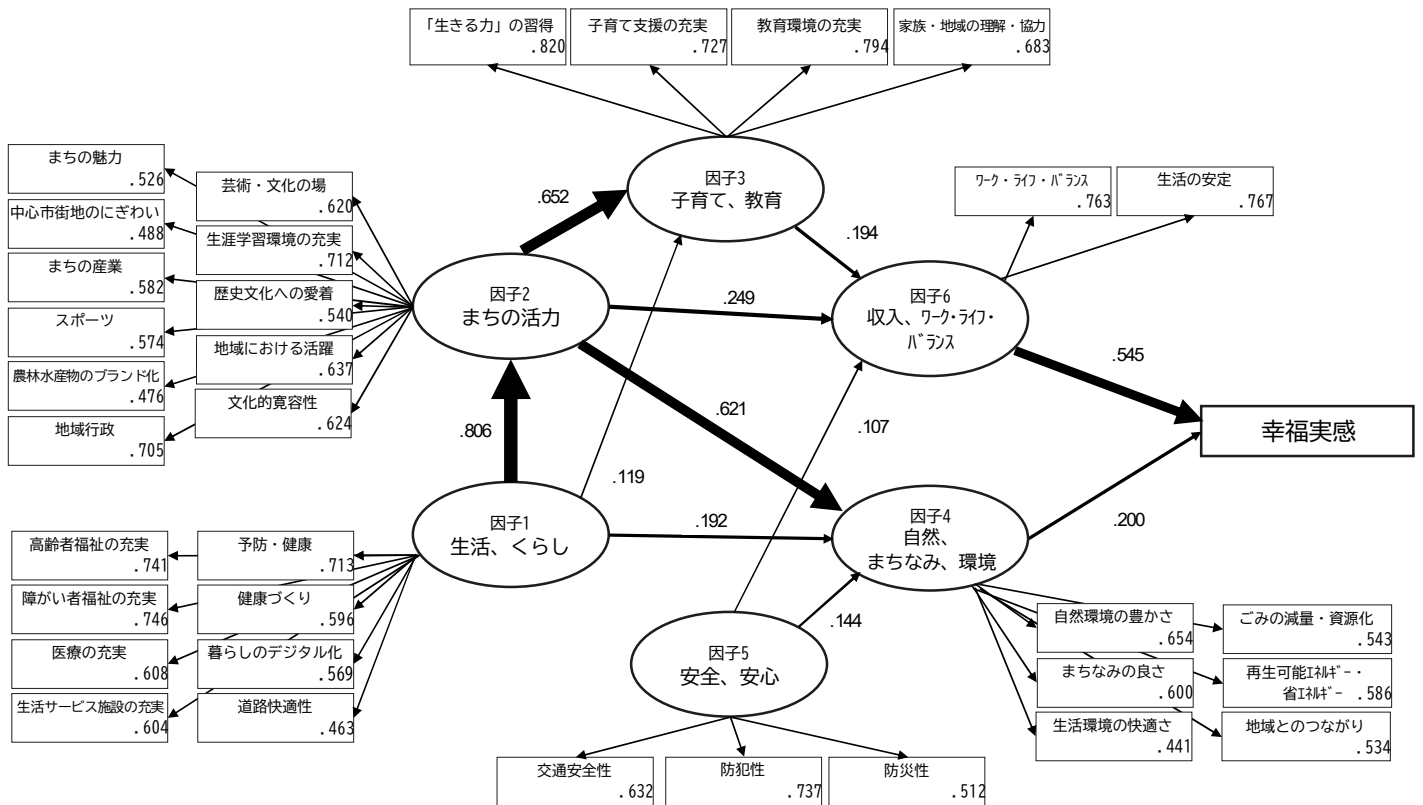 「生きる力」の習得
.820
子育て支援の充実
.727
教育環境の充実
.794
家族・地域の理解・協力
.683
まちの魅力
.526
中心市街地のにぎわい
.488
まちの産業
.582
スポーツ
.574
農林水産物のブランド化
.476
地域行政
.705
芸術・文化の場
.620
生涯学習環境の充実
.712
歴史文化への愛着
.540
地域における活躍
.637
文化的寛容性
.624
因子3
子育て、教育
.652
.194
ワーク・ライフ・バランス
.763
生活の安定
.767
因子2
まちの活力
.249
因子6
収入、ワーク・ライフ・
バランス
.545
.621
.107
.806
.119
幸福実感
因子1
生活、くらし
.192
因子4
自然、
まちなみ、環境
.200
.144
因子5
安全、安心
高齢者福祉の充実
.741
障がい者福祉の充実
.746
医療の充実
.608
生活サービス施設の充実
.604
予防・健康
.713
健康づくり
.596
暮らしのデジタル化
.569
道路快適性
.463
自然環境の豊かさ
.654
まちなみの良さ
.600
生活環境の快適さ
.441
ごみの減量・資源化
.543
再生可能エネルギー・
省エネルギー .586
地域とのつながり
.534
交通安全性
.632
防犯性
.737
防災性
.512